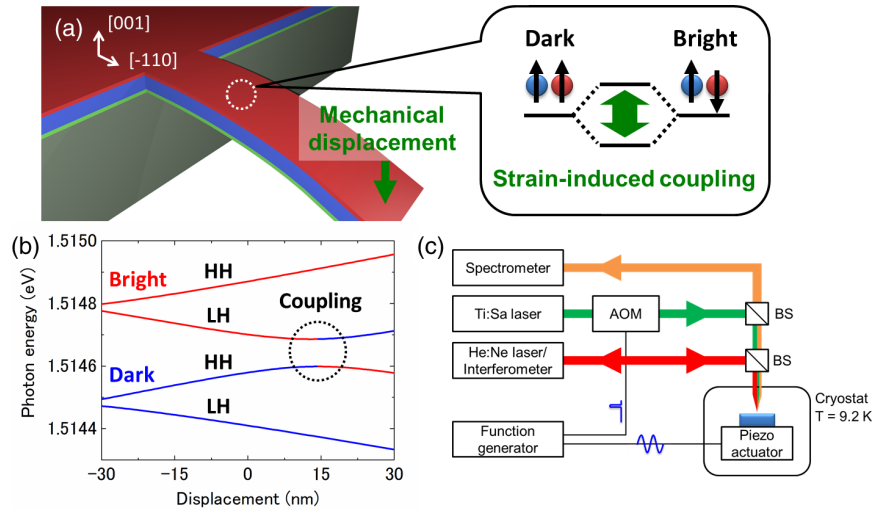 (a)
[001]
[-110]
Mechanical
displacement
Dark
Bright
Strain-induced coupling
(b)
Photon energy (eV)
1.5150
1.5148
1.5146
1.5144
Bright
HH
LH
Coupling
Dark
HH
LH
-30
-15
0
15
30
Displacement (nm)
(c)
Spectrometer
Ti:Sa laser
AOM
BS
He:Ne laser/
Interferometer
BS
Function
generator
Cryostat
T = 9.2 K
Piezo
actuator